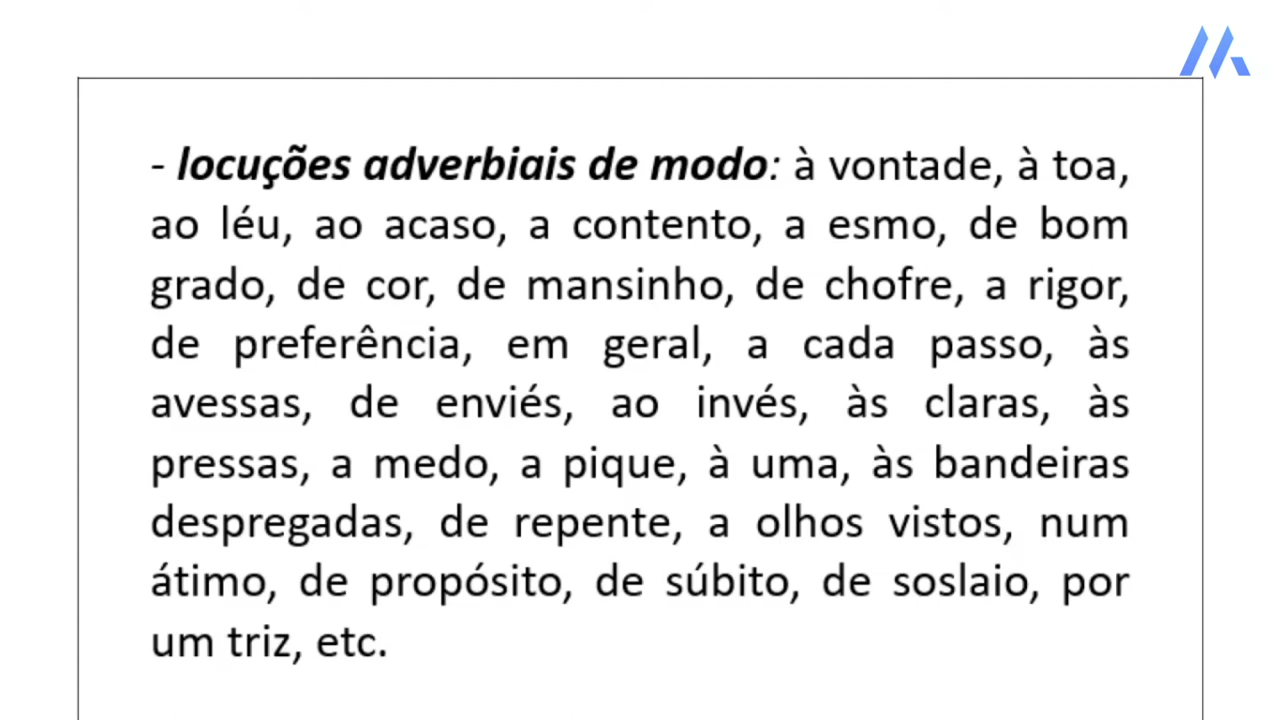 - locuções adverbiais de modo: à vontade, à toa,
ao léu, ao acaso, a contento, a esmo, de bom
grado, de cor, de mansinho, de chofre, a rigor,
de preferência, em geral, a cada passo, às
avessas, de enviés, ao invés, às claras, às
pressas, a medo, a pique, à uma, às bandeiras
despregadas, de repente, a olhos vistos, num
átimo, de propósito, de súbito, de soslaio, por
um triz, etc.